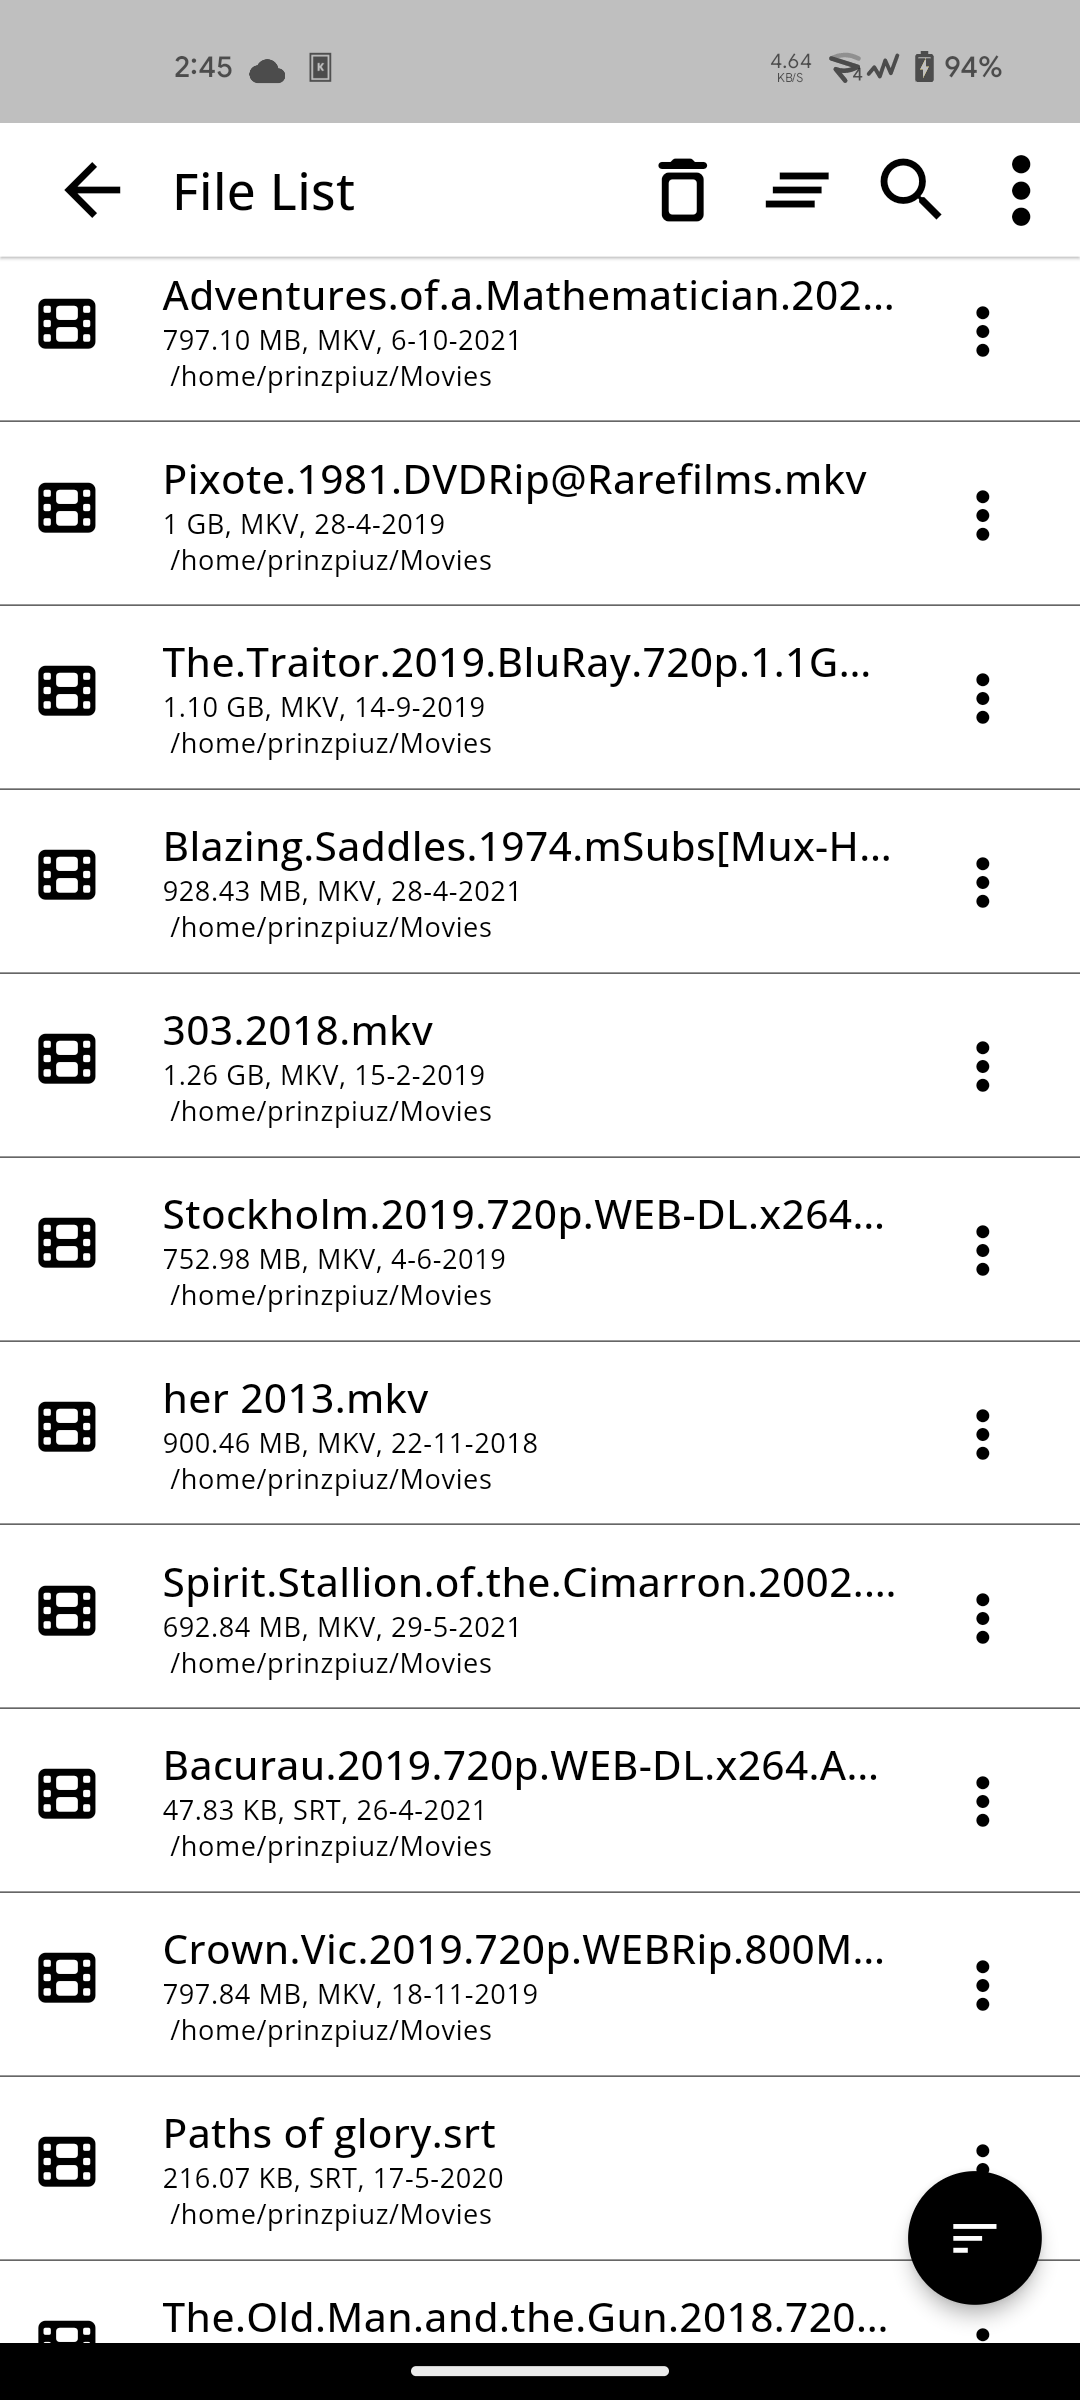 2:45
K
4.64
KB/S
4
94%
File List
Adventures.of.a.Mathematician.202...
797.10 MB, MKV, 6-10-2021
/home/prinzpiuz/Movies
Pixote.1981.DVDRip@Rarefilms.mkv
1 GB, MKV, 28-4-2019
/home/prinzpiuz/Movies
The.Traitor.2019.BluRay.720p.1.1G...
1.10 GB, MKV, 14-9-2019
/home/prinzpiuz/Movies
Blazing.Saddles.1974.mSubs[Mux-H...
928.43 MB, MKV, 28-4-2021
/home/prinzpiuz/Movies
303.2018.mkv
1.26 GB, MKV, 15-2-2019
/home/prinzpiuz/Movies
Stockholm.2019.720p.WEB-DL.x264...
752.98 MB, MKV, 4-6-2019
/home/prinzpiuz/Movies
her 2013.mkv
900.46 MB, MKV, 22-11-2018
/home/prinzpiuz/Movies
Spirit.Stallion.of.the.Cimarron.2002....
692.84 MB, MKV, 29-5-2021
/home/prinzpiuz/Movies
Bacurau.2019.720p.WEB-DL.x264.A...
47.83 KB, SRT, 26-4-2021
/home/prinzpiuz/Movies
Crown.Vic.2019.720p.WEBRip.800M...
797.84 MB, MKV, 18-11-2019
/home/prinzpiuz/Movies
Paths of glory.srt
216.07 KB, SRT, 17-5-2020
/home/prinzpiuz/Movies
The.Old.Man.and.the.Gun.2018.720...